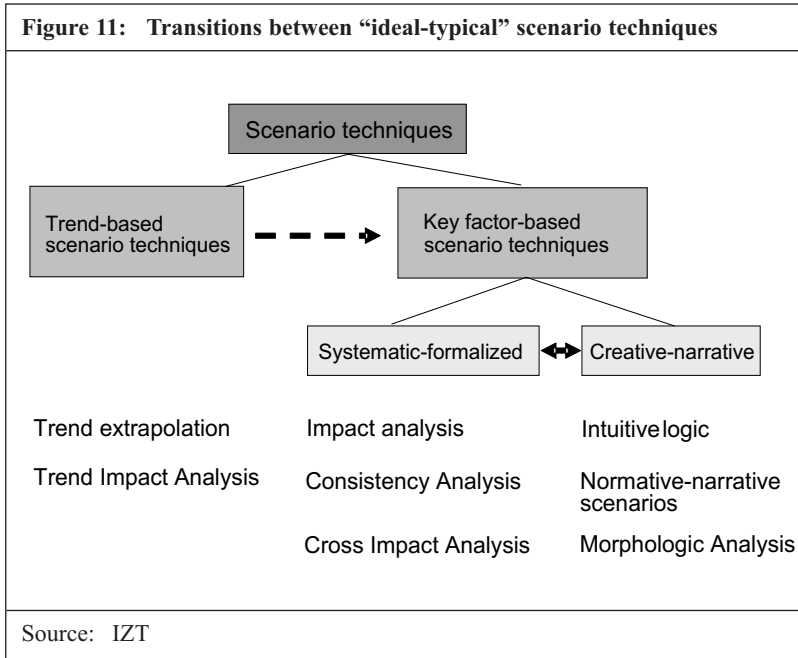 Figure 11: Transitions between “ideal-typical” scenario techniques
Scenario techniques
Trend-based
scenario techniques
Key factor-based
scenario techniques
Systematic-formalized
Creative-narrative
Trend extrapolation
Trend Impact Analysis
Impact analysis
Consistency Analysis
Cross Impact Analysis
Intuitivelogic
Normative-narrative
scenarios
Morphologic Analysis
Source: IZT